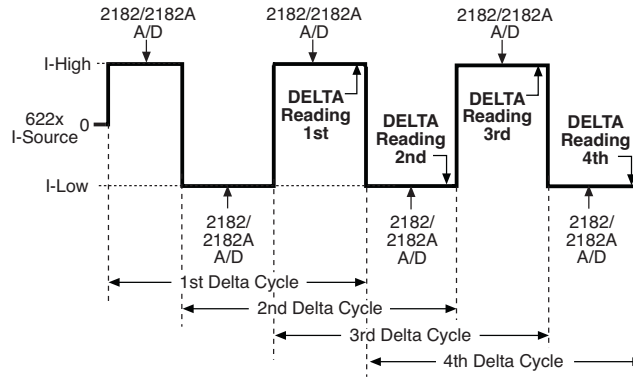 2182/2182A
A/D
2182/2182A
A/D
2182/2182A
A/D
I-High
622x
I-Source
0
I-Low
DELTA
Reading
1st
DELTA
Reading
2nd
DELTA
Reading
3rd
DELTA
Reading
4th
2182/
2182A
A/D
2182/
2182A
A/D
2182/
2182A
A/D
1st Delta Cycle
2nd Delta Cycle
3rd Delta Cycle
4th Delta Cycle